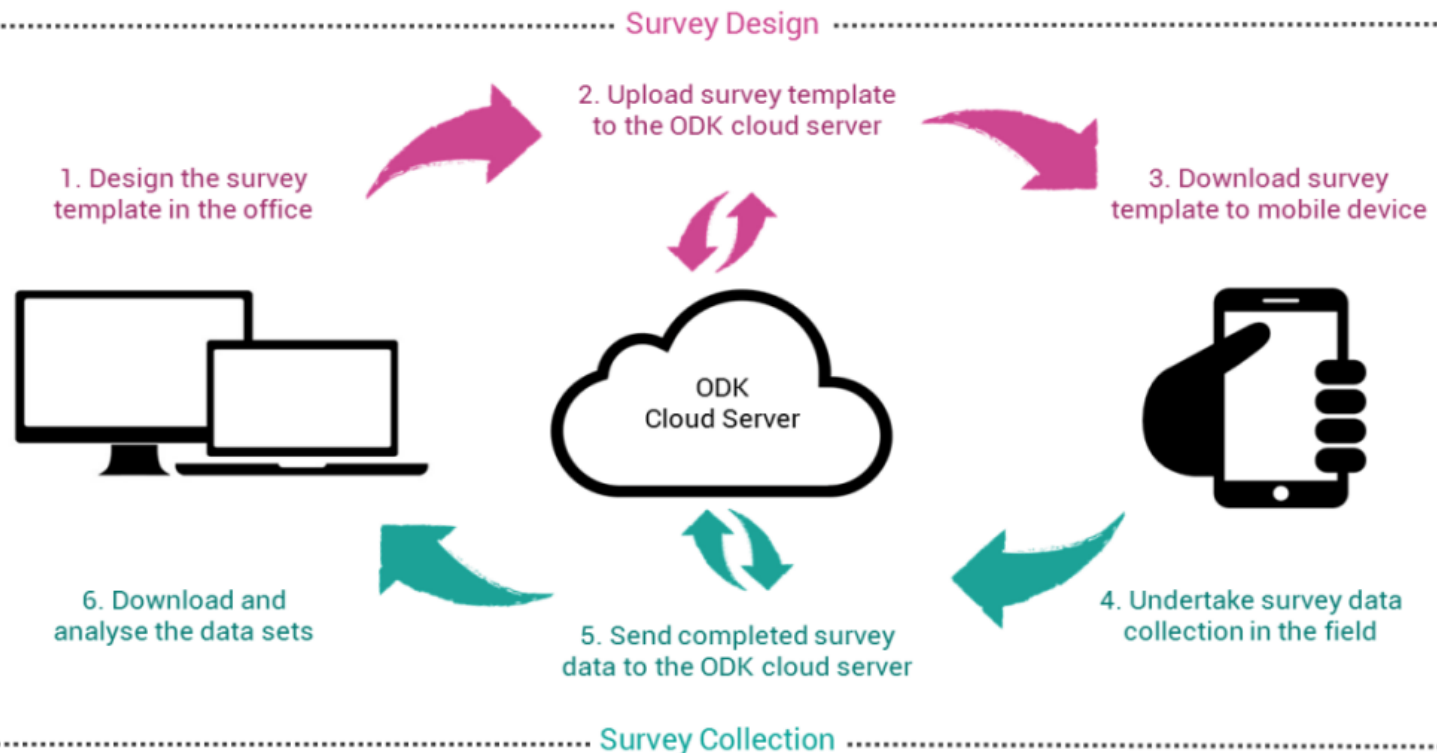 Survey Design
2. Upload survey template
to the ODK cloud server
1. Design the survey
template in the office
3. Download survey
template to mobile device
ODK
Cloud Server
6. Download and
analyse the data sets
5. Send completed survey
data to the ODK cloud server
4. Undertake survey data
collection in the field
Survey Collection